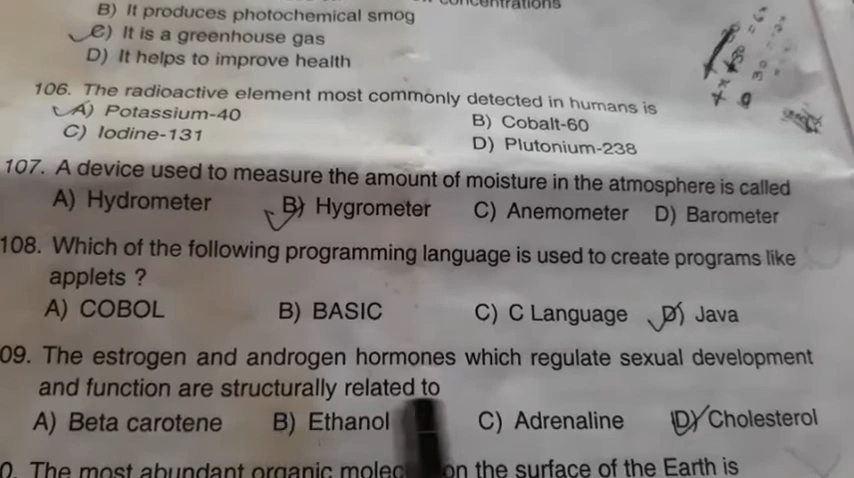 concentrations
B) It produces photochemical smog
C) It is a greenhouse gas
D) It helps to improve health
106. The radioactive element most commonly detected in humans is
A) Potassium-40 B) Cobalt-60
C) Iodine-131 D) Plutonium-238
107. A device used to measure the amount of moisture in the atmosphere is called
A) Hydrometer B) Hygrometer C) Anemometer D) Barometer
108. Which of the following programming language is used to create programs like
applets ?
A) COBOL B) BASIC C) C Language D) Java
09. The estrogen and androgen hormones which regulate sexual development
and function are structurally related to
A) Beta carotene B) Ethanol C) Adrenaline D) Cholesterol
0. The most abundant organic molec on the surface of the Earth is